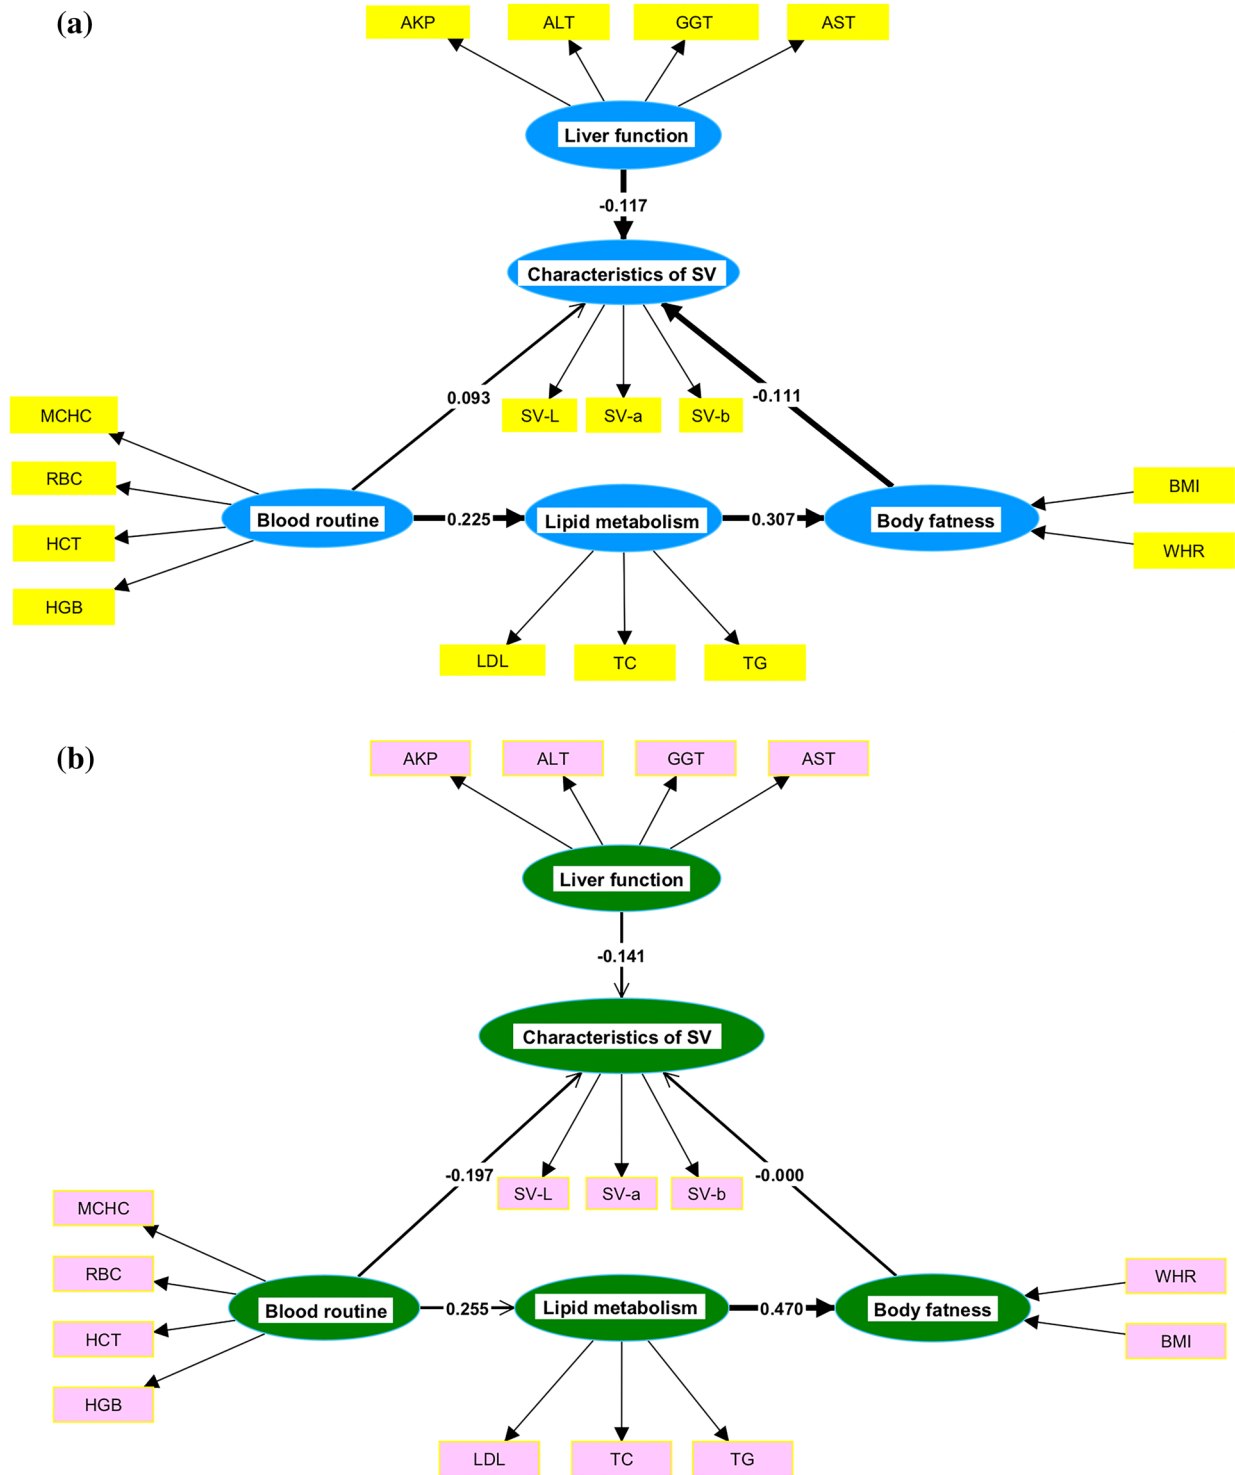 (a)
AKP
ALT
GGT
AST
Liver function
-0.117
Characteristics of SV
0.093
SV-L
SV-a
SV-b
-0.111
MCHC
RBC
HCT
HGB
Blood routine
0.225
Lipid metabolism
0.307
Body fatness
BMI
WHR
LDL
TC
TG
(b)
AKP
ALT
GGT
AST
Liver function
-0.141
Characteristics of SV
-0.197
SV-L
SV-a
SV-b
-0.000
MCHC
RBC
HCT
HGB
Blood routine
0.255
Lipid metabolism
0.470
Body fatness
WHR
BMI
LDL
TC
TG